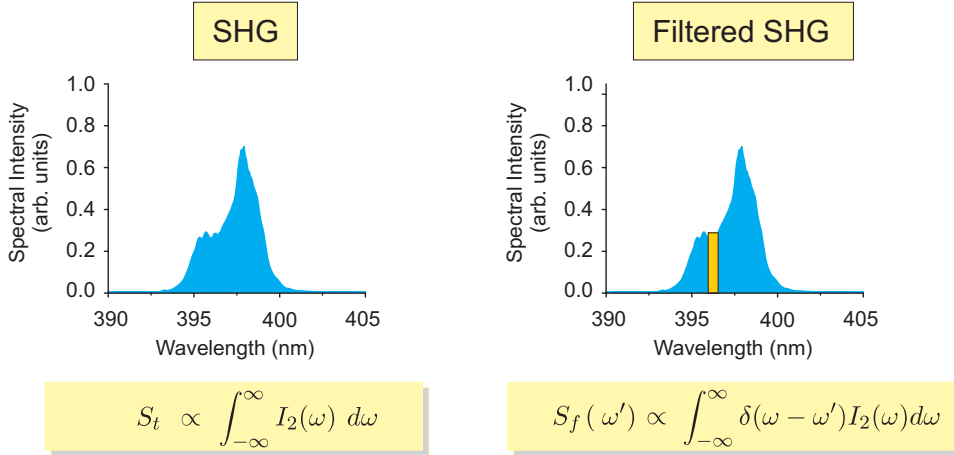 SHG
Spectral Intensity
(arb. units)
1.0
0.8
0.6
0.4
0.2
0.0
390 395 400 405
Wavelength (nm)
S_t ∝ ∫_{-∞}^{∞} I_2(ω) dω
Filtered SHG
Spectral Intensity
(arb. units)
1.0
0.8
0.6
0.4
0.2
0.0
390 395 400 405
Wavelength (nm)
S_f( ω′) ∝ ∫_{-∞}^{∞} δ(ω − ω′)I_2(ω)dω